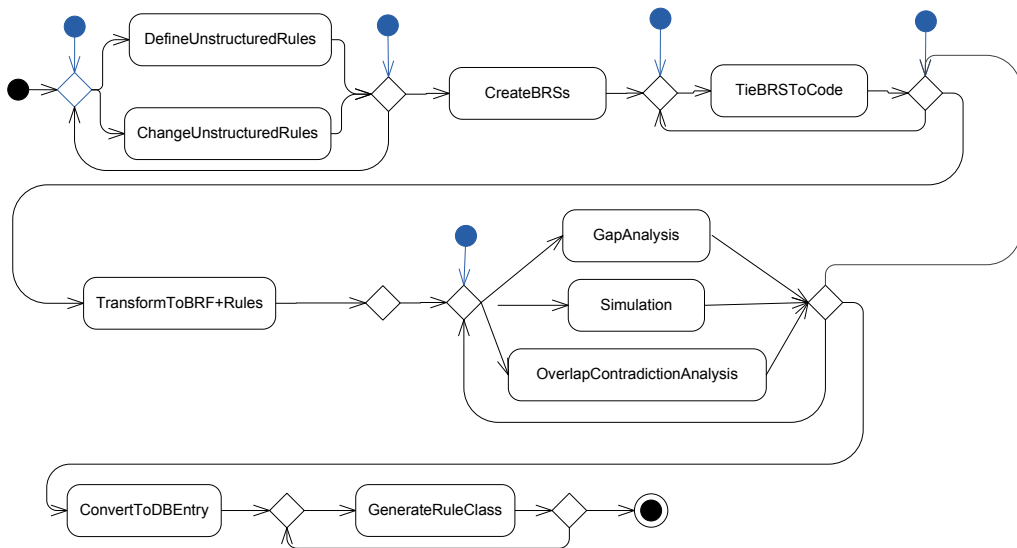 DefineUnstructuredRules
ChangeUnstructuredRules
CreateBRSs
TieBRSToCode
TransformToBRF+Rules
GapAnalysis
Simulation
OverlapContradictionAnalysis
ConvertToDBEntry
GenerateRuleClass